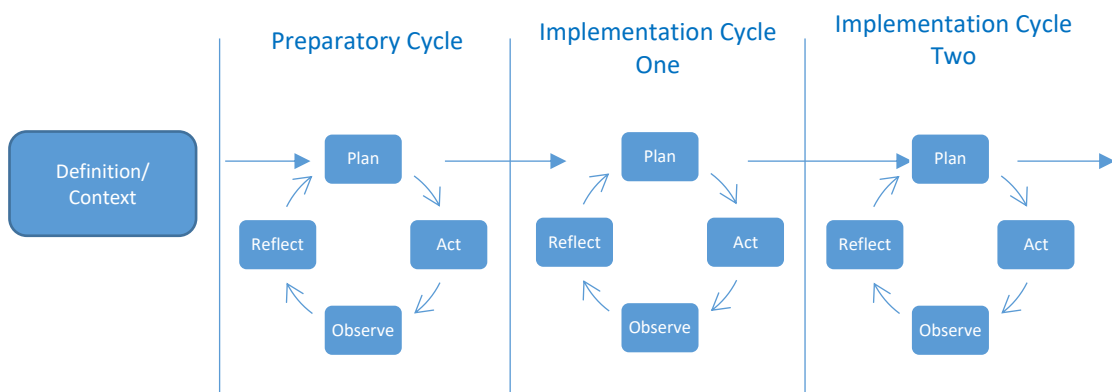 Preparatory Cycle
Implementation Cycle
One
Implementation Cycle
Two
Definition/
Context
Plan
Reflect
Act
Observe
Plan
Reflect
Act
Observe
Plan
Reflect
Act
Observe